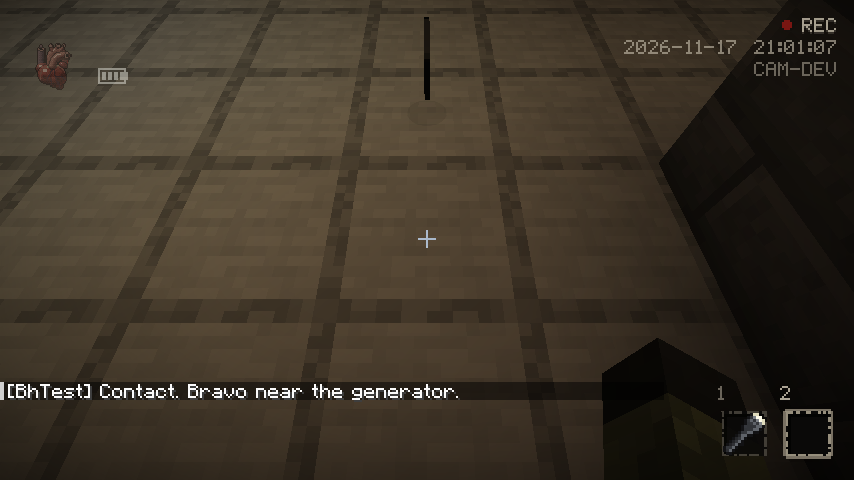 REC
2026-11-17 21:01:07
CAM-DEV
[BhTest] Contact. Bravo near the generator.
1 2